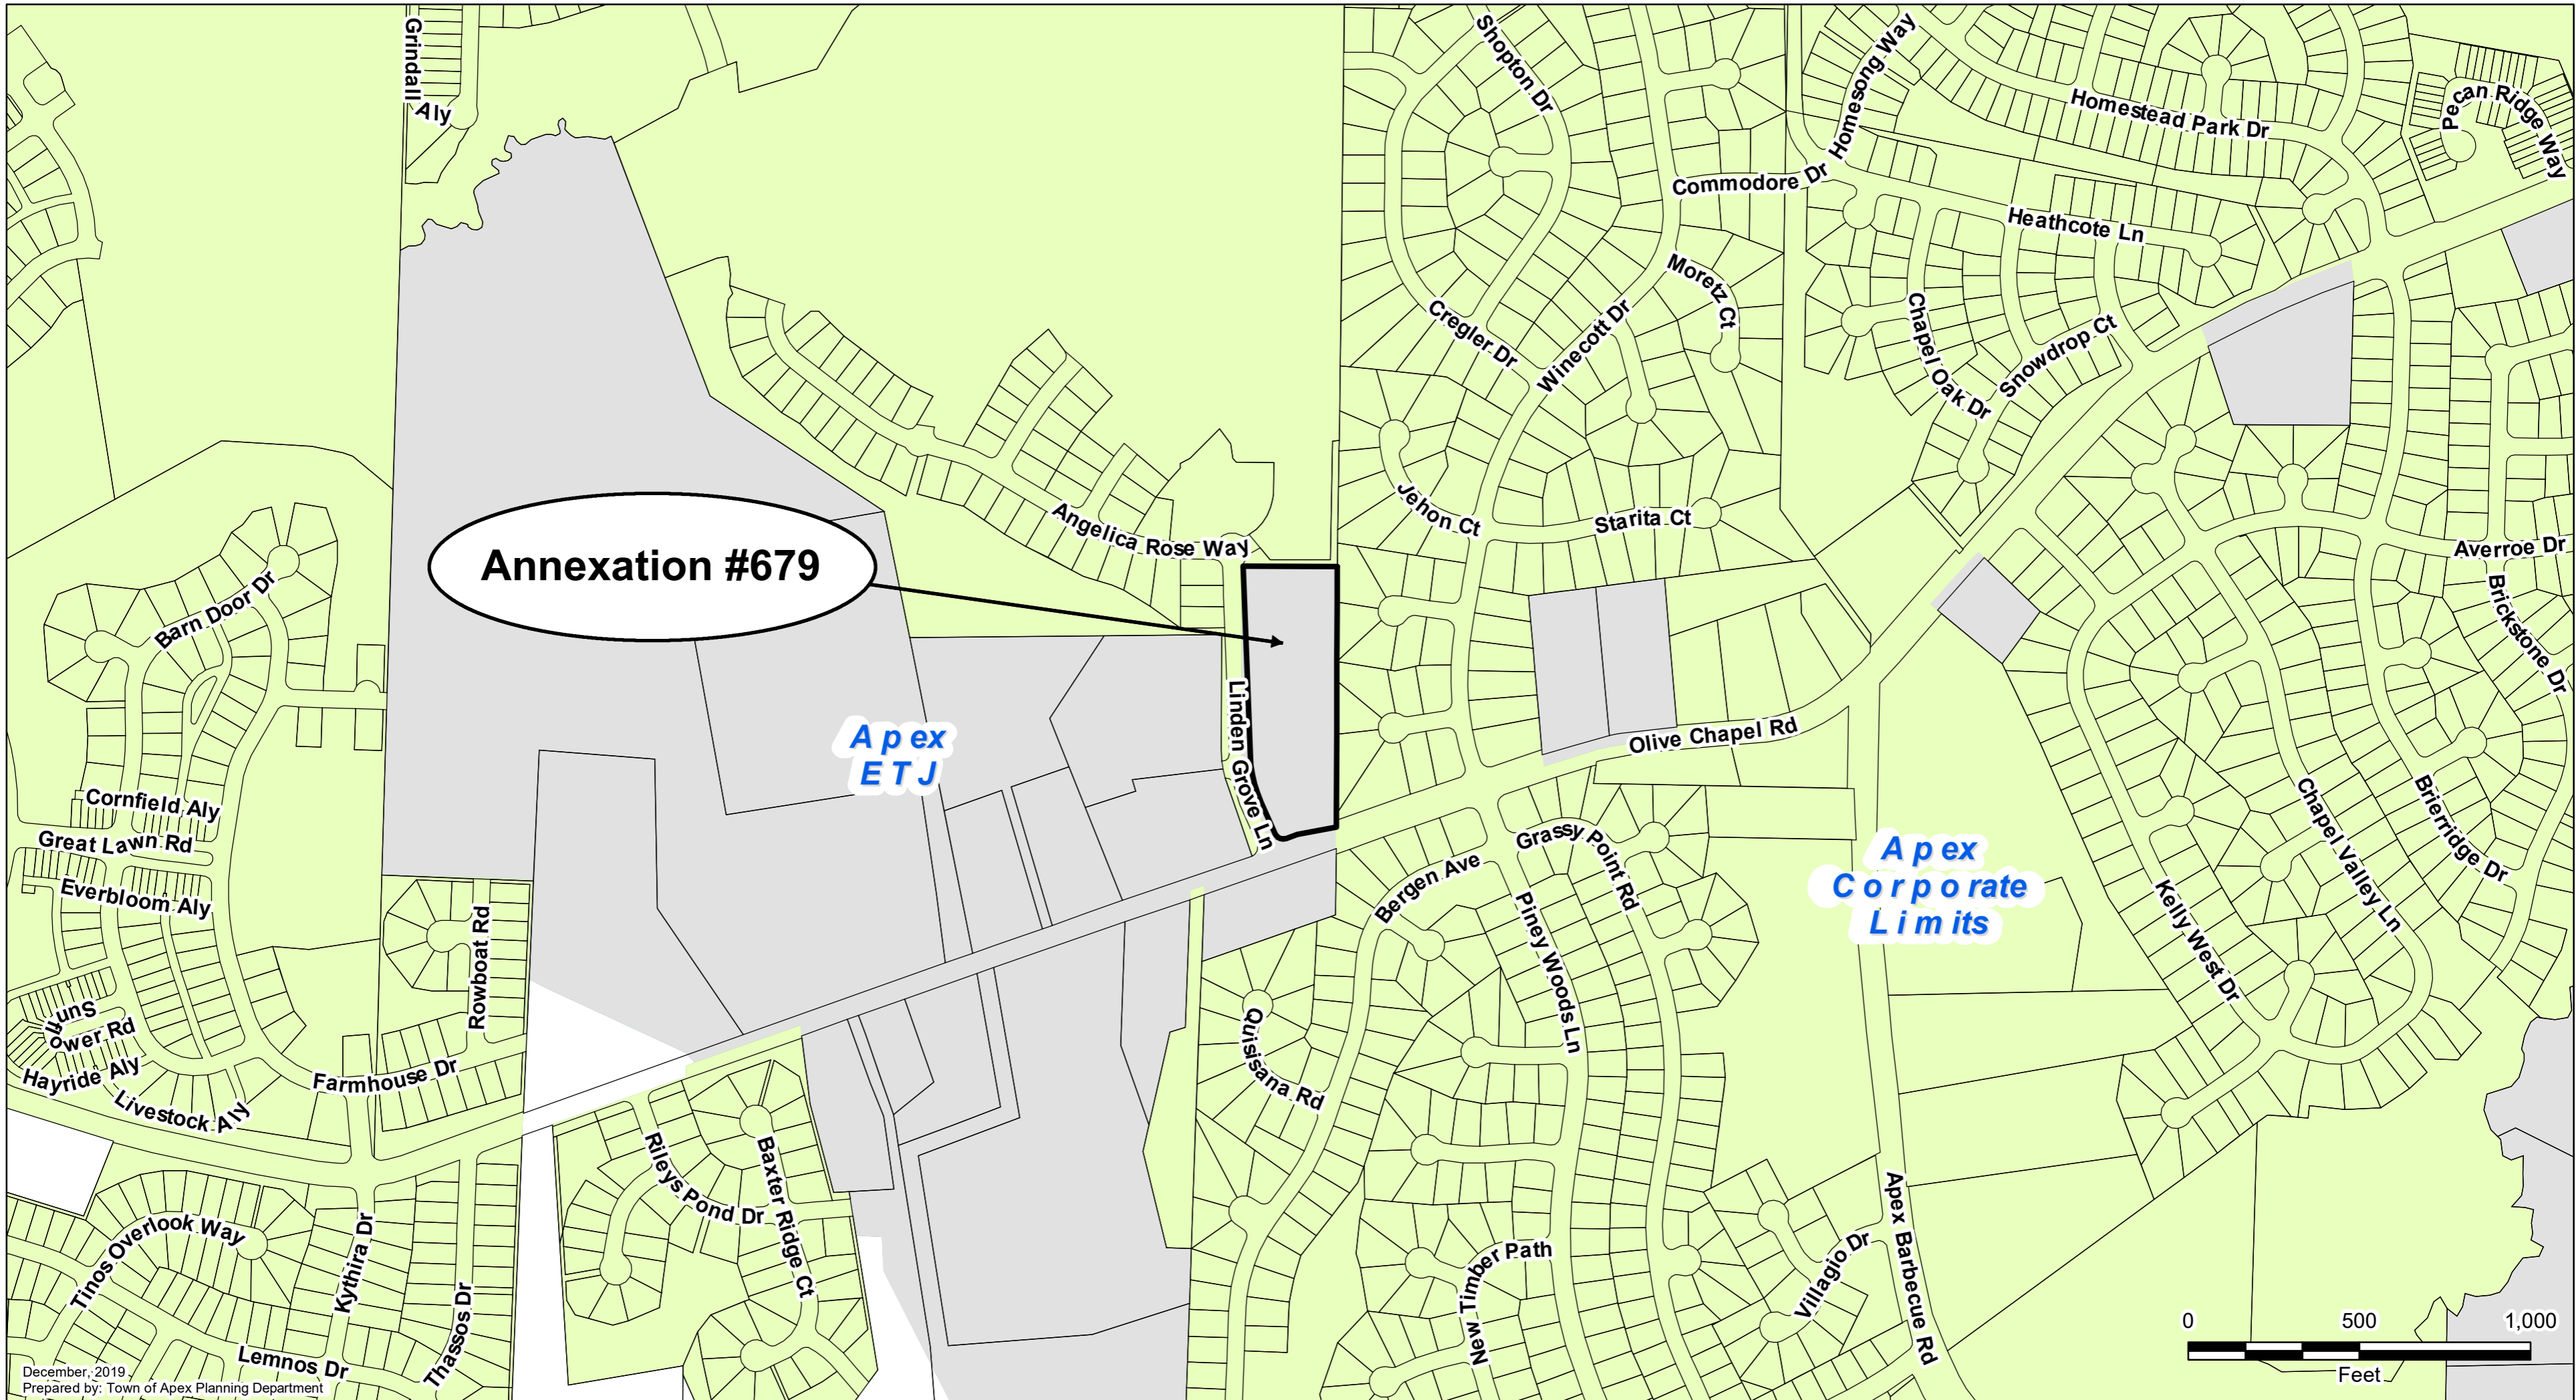 Grindall
Aly
Shopton Dr
Homesong Way
Homestead Park Dr
Pecan Ridge Way
Commodore Dr
Heathcote Ln
Moretz Ct
Cregler Dr
Winecott Dr
Chapel Oak Dr
Snowdrop Ct
Jehon Ct
Starita Ct
Angelica Rose Way
Averroe Dr
Annexation #679
Barn Door Dr
Brickstone Dr
Linden Grove Ln
Olive Chapel Rd
Apex
ETJ
Cornfield Aly
Great Lawn Rd
Everbloom Aly
Grassy Point Rd
Bergen Ave
Apex
Corporate
Limits
Chapel Valley Ln
Brierridge Dr
Kelly West Dr
Piney Woods Ln
Rowboat Rd
Sunfl
ower Rd
Quisisana Rd
Hayride Aly
Farmhouse Dr
Livestock Aly
Rileys Pond Dr
Baxter Ridge Ct
Apex Barbecue Rd
Tinos Overlook Way
Kythira Dr
Thassos Dr
New Timber Path
Villagio Dr
Lemnos Dr
0 500 1,000
Feet
December, 2019
Prepared by: Town of Apex Planning Department